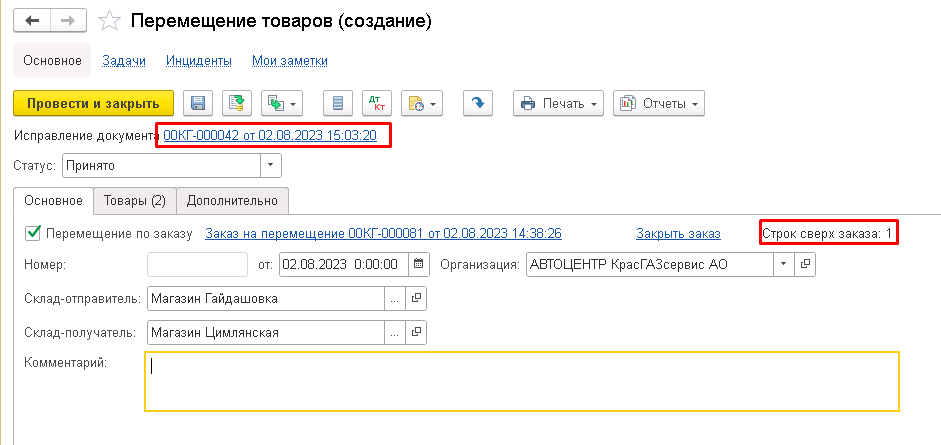 Перемещение товаров (создание)
Основное Задачи Инциденты Мои заметки
Провести и закрыть Дт Кт Печать Отчеты
Исправление документа 00КГ-000042 от 02.08.2023 15:03:20
Статус: Принято
Основное Товары (2) Дополнительно
Перемещение по заказу Заказ на перемещение 00КГ-000081 от 02.08.2023 14:38:26 Закрыть заказ Строк сверх заказа: 1
Номер: от: 02.08.2023 0:00:00 Организация: АВТОЦЕНТР КрасГАЗсервис АО
Склад-отправитель: Магазин Гайдашовка ...
Склад-получатель: Магазин Цимлянская ...
Комментарий: